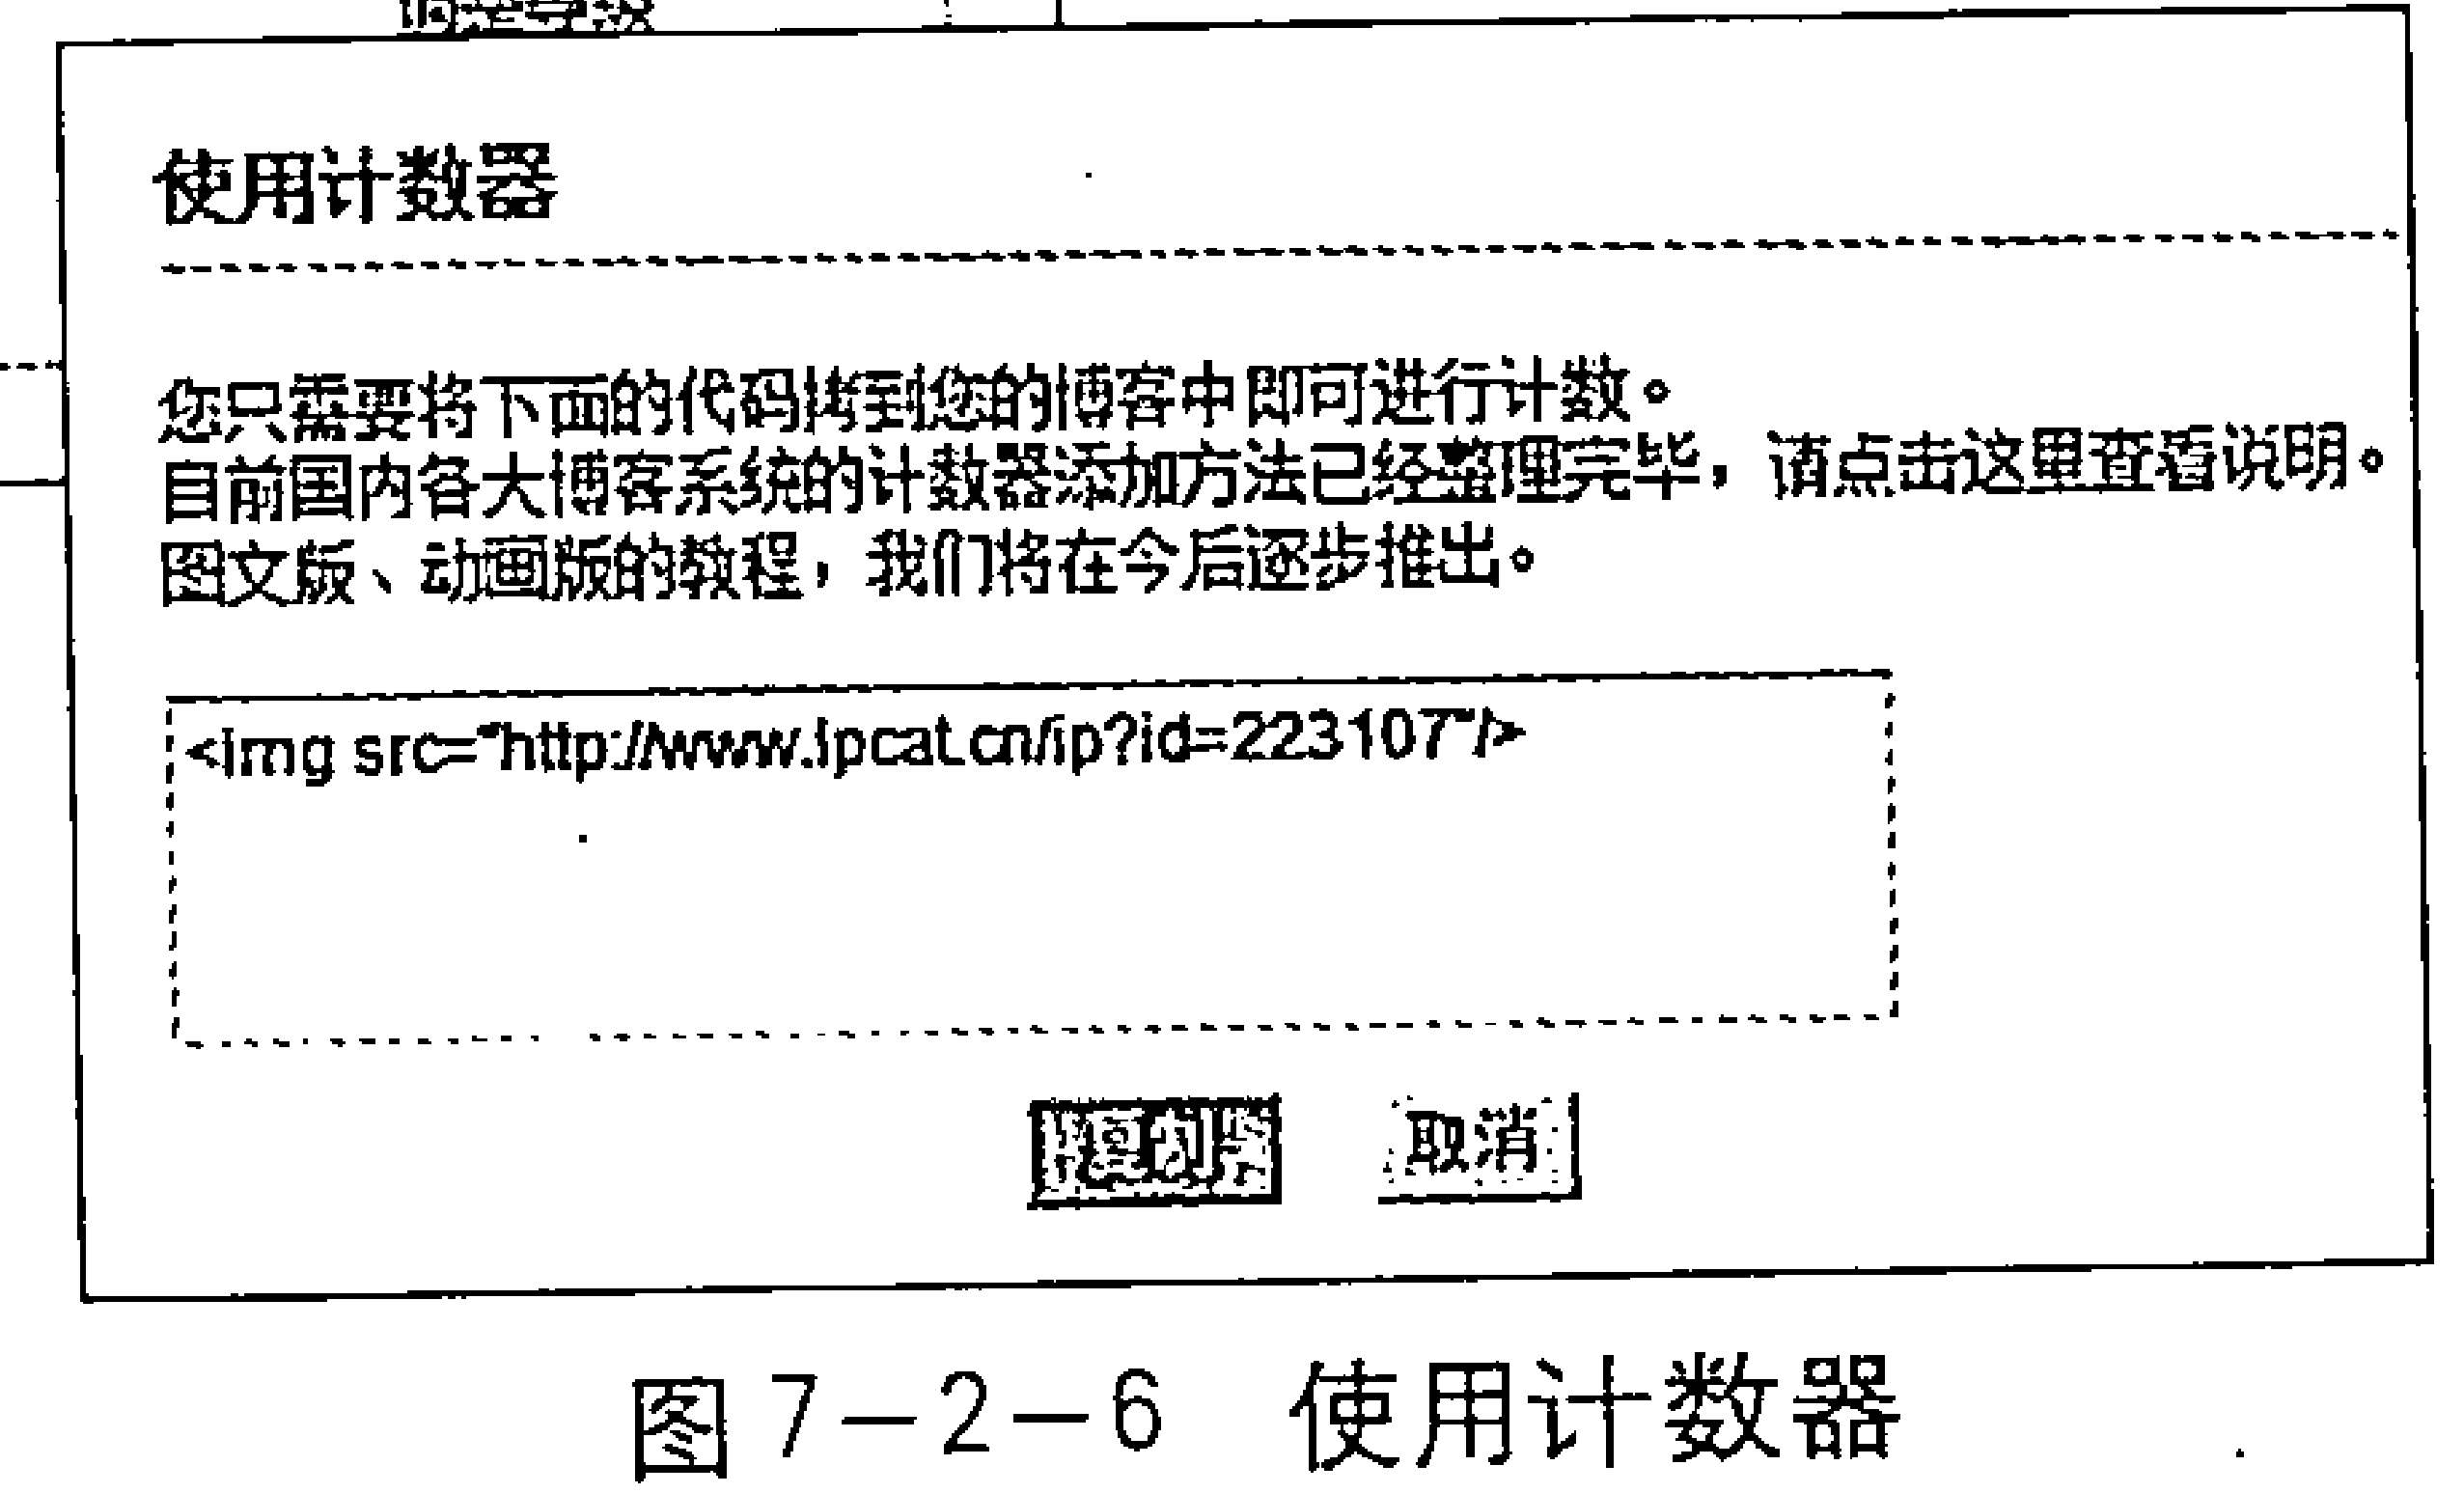 使用计数器
您只需要将下面的代码拷到您的博客中即可进行计数。
目前国内各大博客系统的计数器添加方法已经整理完毕，请点击这里查看说明。
图文版、动画版的教程，我们将在今后逐步推出。
<img src="http://www.ipcat.cn/ip?id=223107"/>
取消
图7－2－6 使用计数器